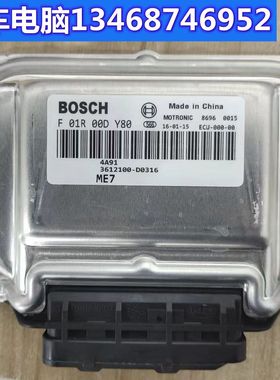 车电脑13468746952
BOSCH
Made in China
F 01R 00D Y80
MOTRONIC 8696 0015
16-01-15 ECU-000-00
4A91
3612100-D0316
ME7